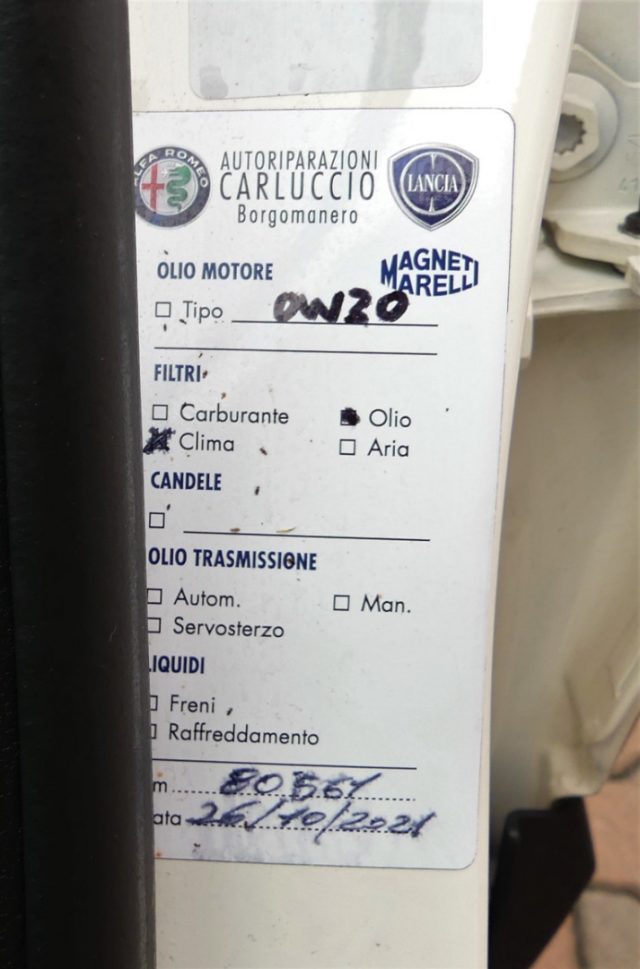 ALFA ROMEO
AUTORIPARAZIONI
CARLUCCIO
Borgomanero
LANCIA
OLIO MOTORE
MAGNETI
MARELLI
Tipo 0W20
FILTRI
Carburante Olio
Clima Aria
CANDELE
OLIO TRASMISSIONE
Autom. Man.
Servosterzo
LIQUIDI
Freni
Raffreddamento
m
ata 26/10/2021